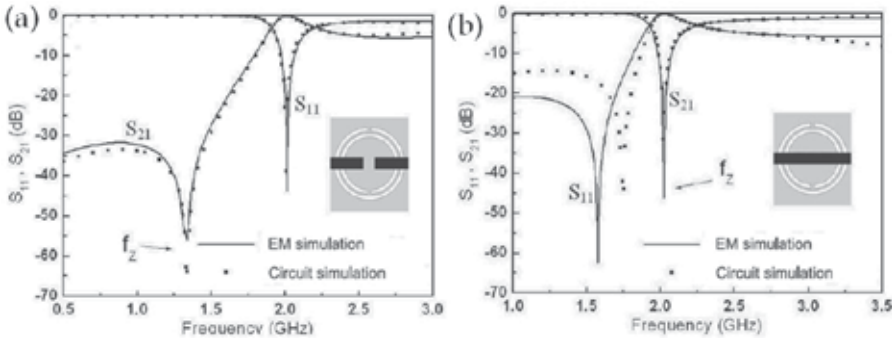 (a)
0
-10
-20
-30
-40
-50
-60
-70
S11, S21 (dB)
S21
S11
fz
EM simulation
Circuit simulation
0.5 1.0 1.5 2.0 2.5 3.0
Frequency (GHz)
(b)
0
-10
-20
-30
-40
-50
-60
-70
S11, S21 (dB)
S11
S21
fz
EM simulation
Circuit simulation
1.0 1.5 2.0 2.5 3.0 3.5
Frequency (GHz)